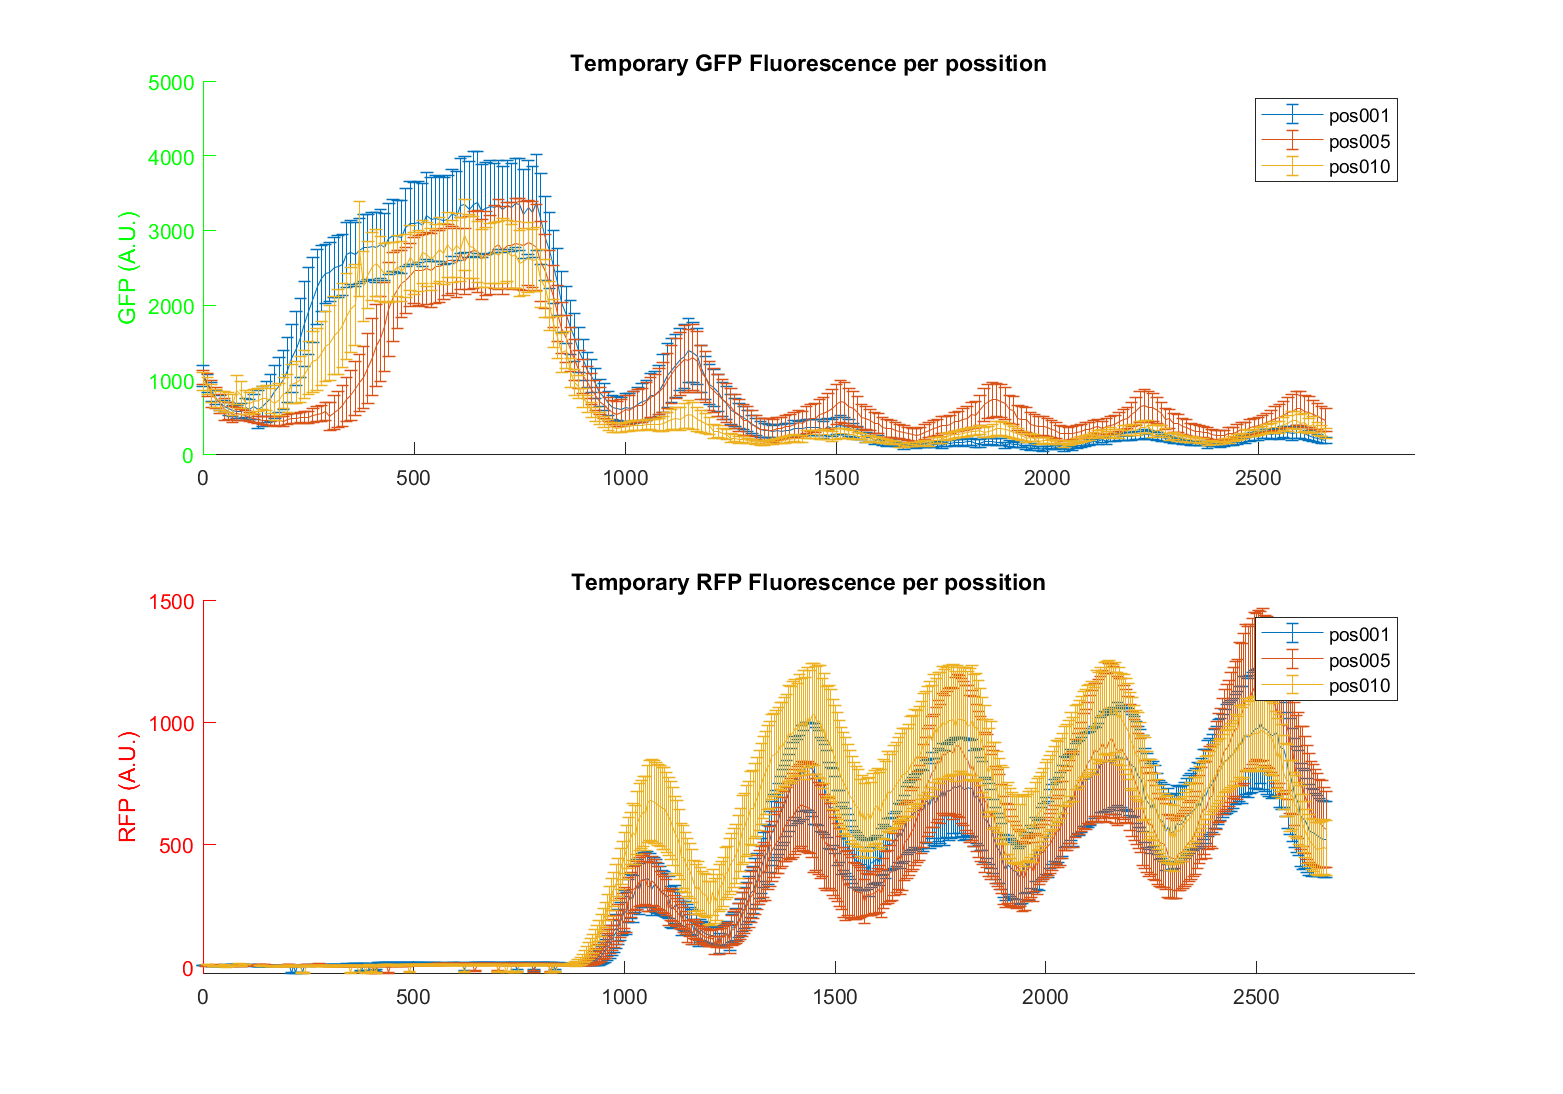 Temporary GFP Fluorescence per possition
5000
4000
3000
2000
1000
0
GFP (A.U.)
pos001
pos005
pos010
0 500 1000 1500 2000 2500
Temporary RFP Fluorescence per possition
1500
1000
500
0
RFP (A.U.)
pos001
pos005
pos010
0 500 1000 1500 2000 2500